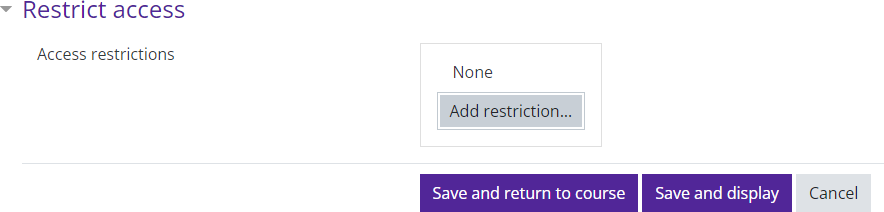 Restrict access
Access restrictions
None
Add restriction...
Save and return to course
Save and display
Cancel